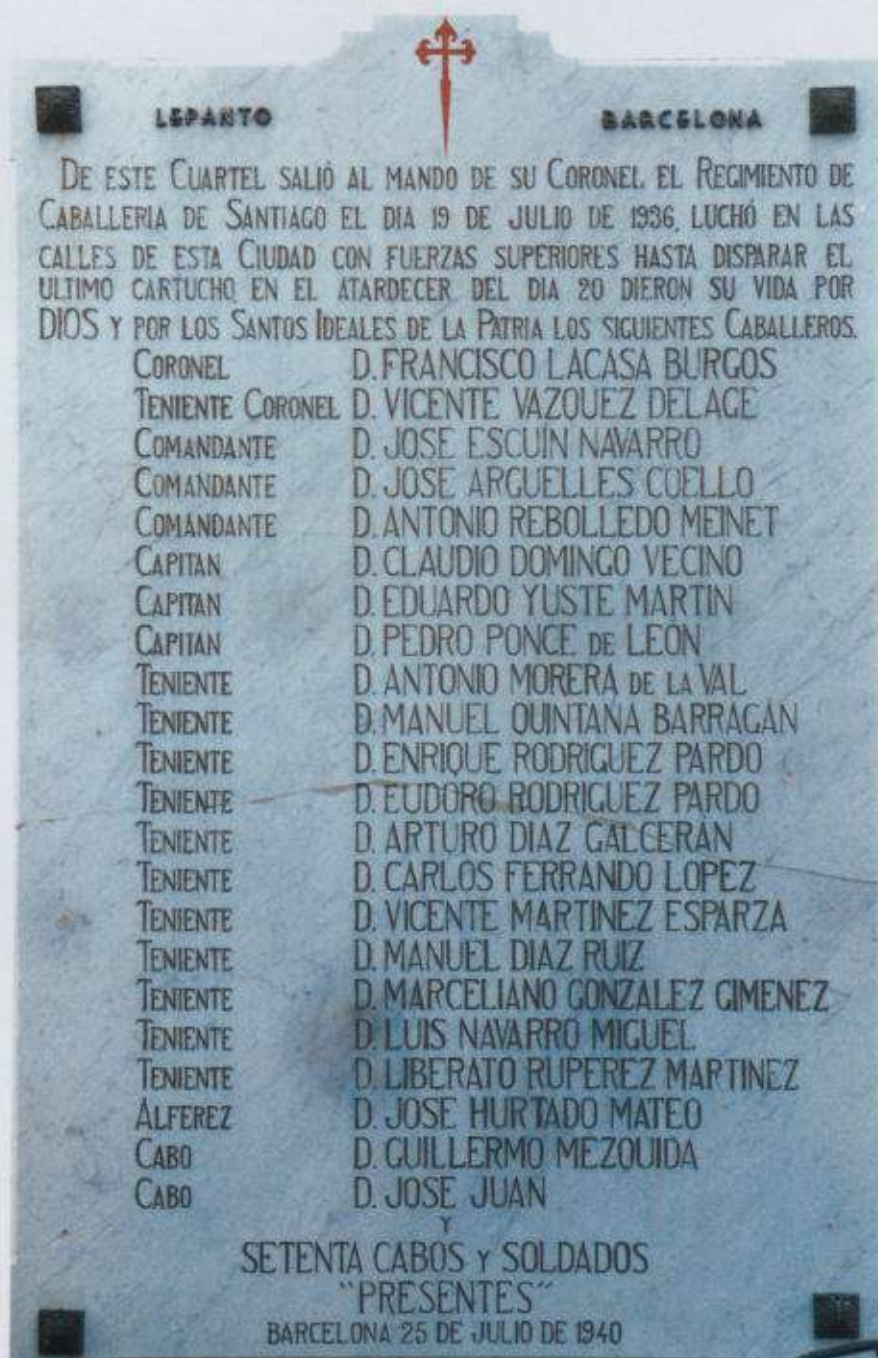 LEPANTO BARCELONA
DE ESTE CUARTEL SALIÓ AL MANDO DE SU CORONEL EL REGIMIENTO DE
CABALLERIA DE SANTIAGO EL DIA 19 DE JULIO DE 1936, LUCHÓ EN LAS
CALLES DE ESTA CIUDAD CON FUERZAS SUPERIORES HASTA DISPARAR EL
ULTIMO CARTUCHO, EN EL ATARDECER DEL DIA 20 DIERON SU VIDA POR
DIOS Y POR LOS SANTOS IDEALES DE LA PATRIA LOS SIGUIENTES CABALLEROS.
CORONEL D. FRANCISCO LACASA BURGOS
TENIENTE CORONEL D. VICENTE VAZQUEZ DELAGE
COMANDANTE D. JOSE ESCUIN NAVARRO
COMANDANTE D. JOSE ARGUELLES COELLO
COMANDANTE D. ANTONIO REBOLLEDO MEINET
CAPITAN D. CLAUDIO DOMINGO VECINO
CAPITAN D. EDUARDO YUSTE MARTIN
CAPITAN D. PEDRO PONCE DE LEÓN
TENIENTE D. ANTONIO MORERA DE LA VAL
TENIENTE D. MANUEL QUINTANA BARRAGÁN
TENIENTE D. ENRIQUE RODRIGUEZ PARDO
TENIENTE D. EUDORO RODRIGUEZ PARDO
TENIENTE D. ARTURO DIAZ GALCERAN
TENIENTE D. CARLOS FERRANDO LOPEZ
TENIENTE D. VICENTE MARTINEZ ESPARZA
TENIENTE D. MANUEL DIAZ RUIZ
TENIENTE D. MARCELIANO GONZALEZ GIMENEZ
TENIENTE D. LUIS NAVARRO MIGUEL
TENIENTE D. LIBERATO RUPEREZ MARTINEZ
ALFEREZ D. JOSE HURTADO MATEO
CABO D. GUILLERMO MEZQUIDA
CABO D. JOSE JUAN
Y
SETENTA CABOS Y SOLDADOS
"PRESENTES"
BARCELONA 25 DE JULIO DE 1940